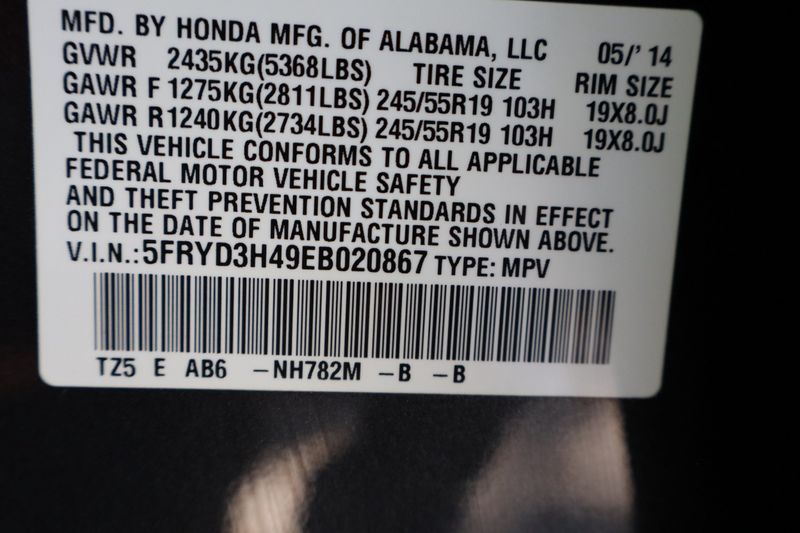 MFD. BY HONDA MFG. OF ALABAMA, LLC 05/' 14
GVWR 2435KG(5368LBS) TIRE SIZE RIM SIZE
GAWR F 1275KG(2811LBS) 245/55R19 103H 19X8.0J
GAWR R 1240KG(2734LBS) 245/55R19 103H 19X8.0J
THIS VEHICLE CONFORMS TO ALL APPLICABLE
FEDERAL MOTOR VEHICLE SAFETY
AND THEFT PREVENTION STANDARDS IN EFFECT
ON THE DATE OF MANUFACTURE SHOWN ABOVE.
V.I.N.:5FRYD3H49EB020867 TYPE: MPV
TZ5 E AB6 -NH782M -B -B